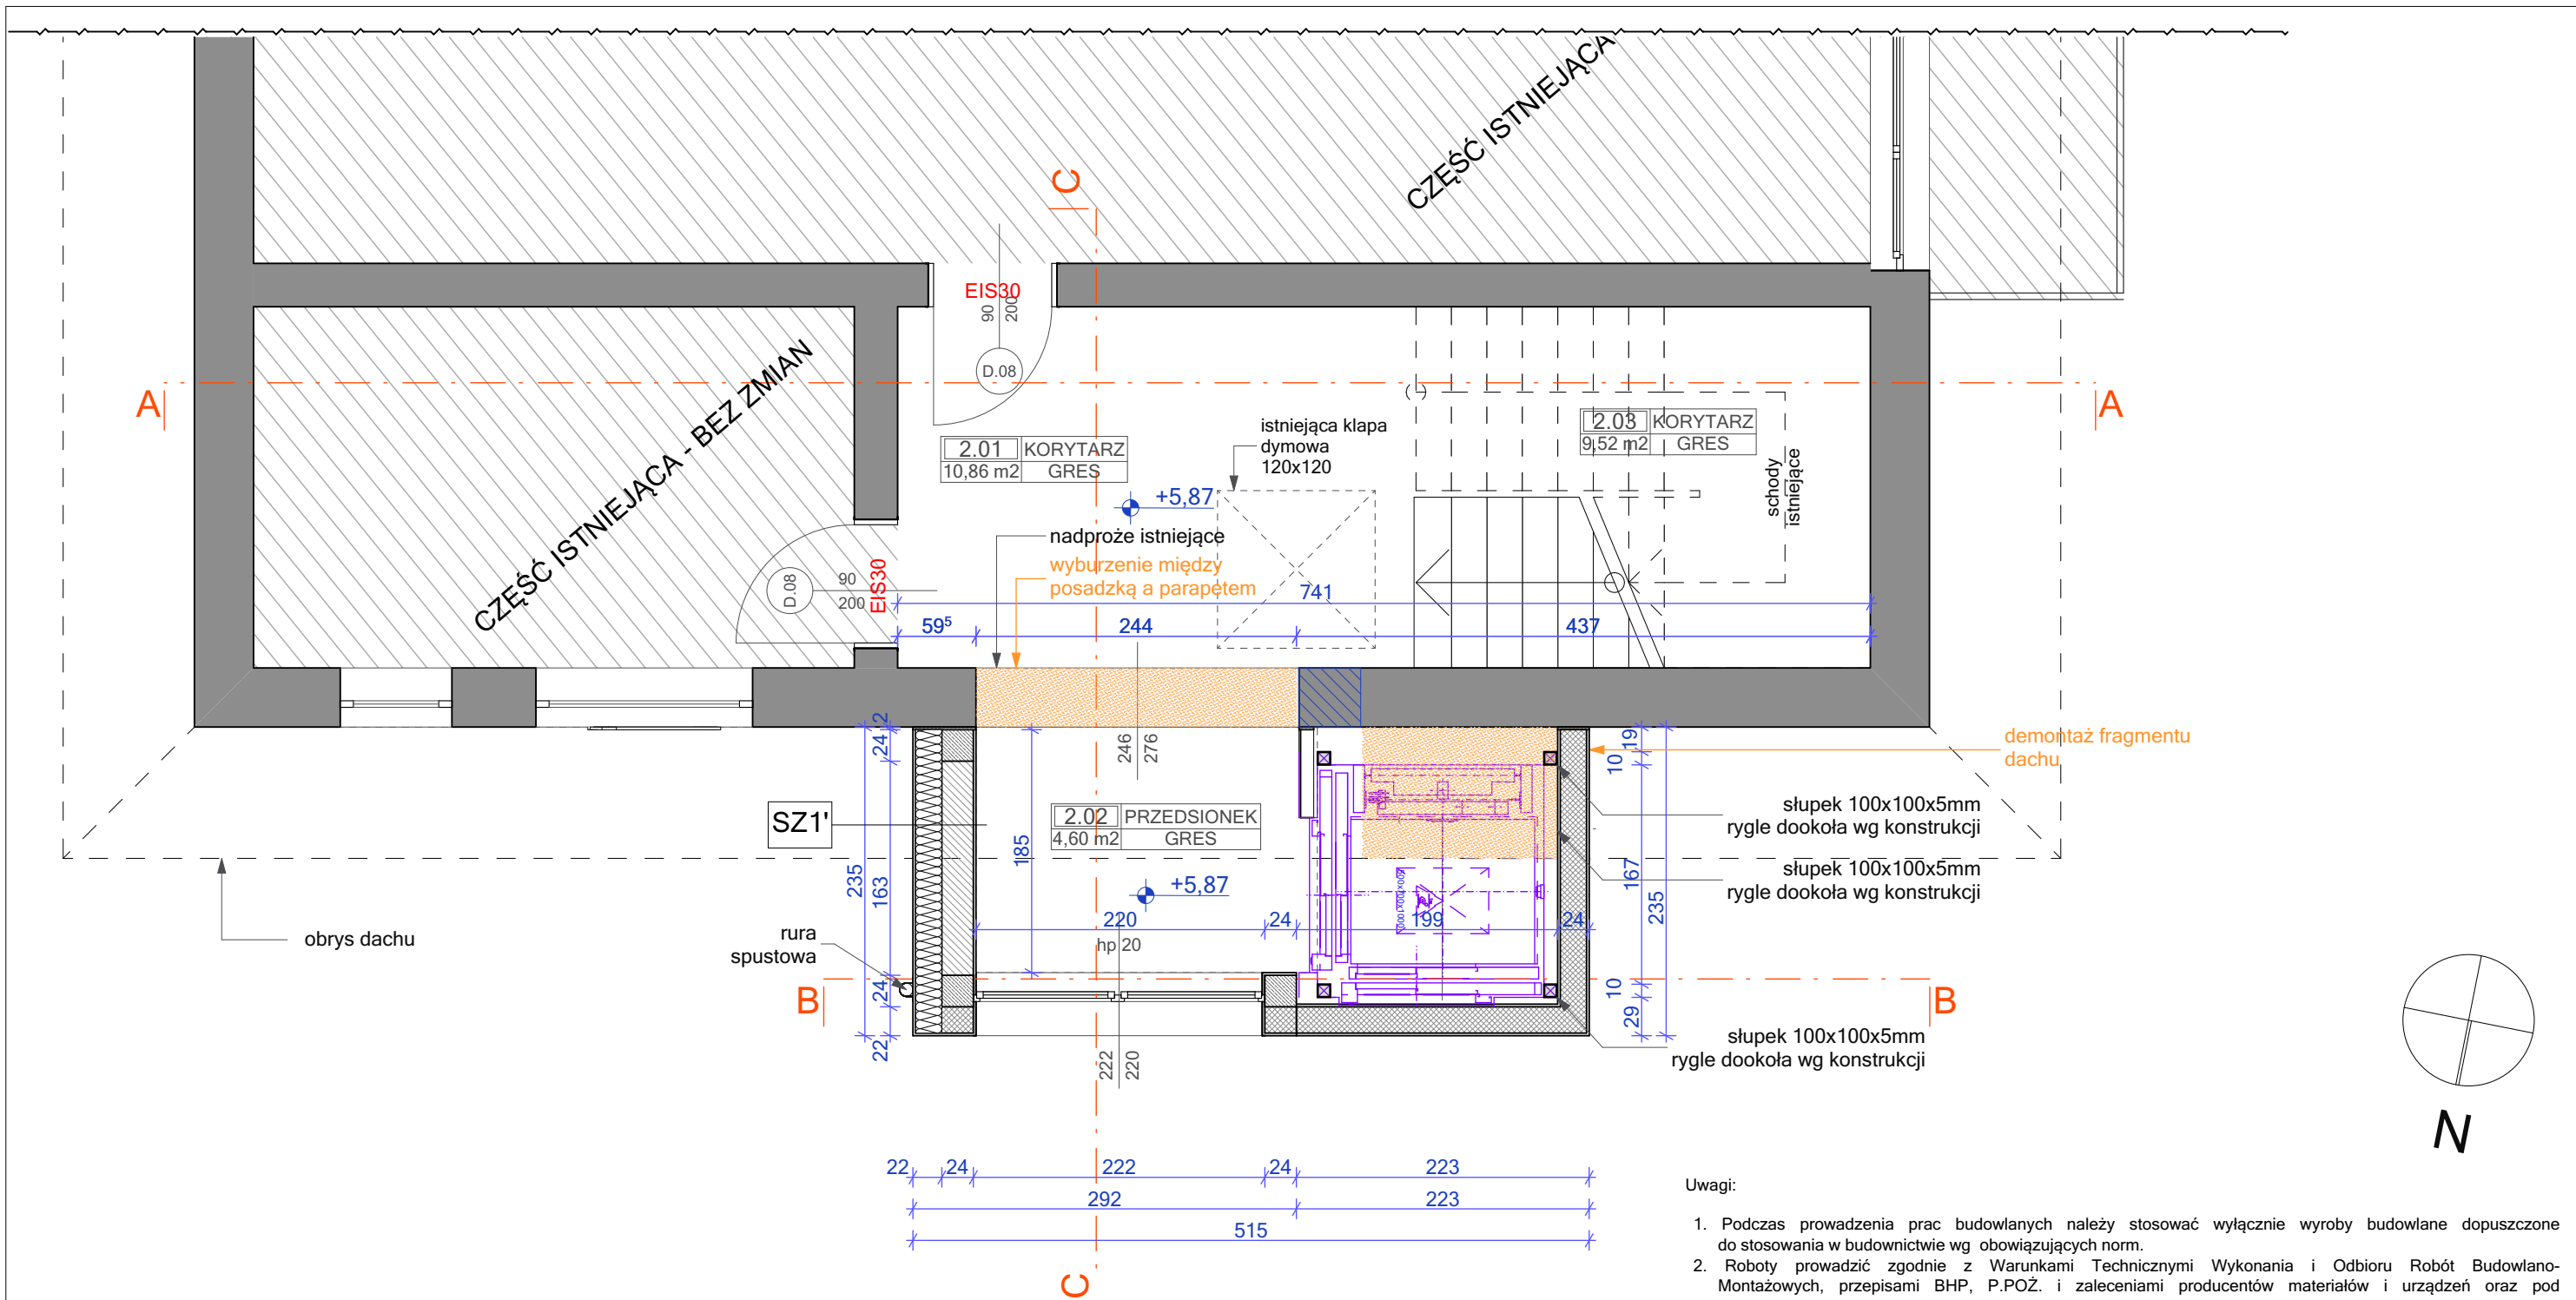 CZĘŚĆ ISTNIEJĄCA
C
EIS30
90
200
D.08
CZĘŚĆ ISTNIEJĄCA - BEZ ZMIAN
A
A
2.01 KORYTARZ
10,86 m2 GRES
istniejąca klapa
dymowa
120x120
2.03 KORYTARZ
9,52 m2 GRES
schody
istniejące
+5,87
nadproże istniejące
wyburzenie między
posadzką a parapetem
D.08
90
200
EIS30
741
59⁵
244
437
2
24
246
276
19
10
demontaż fragmentu
dachu
słupek 100x100x5mm
rygle dookoła wg konstrukcji
SZ1'
2.02 PRZEDSIONEK
4,60 m2 GRES
185
235
163
167
235
słupek 100x100x5mm
rygle dookoła wg konstrukcji
+5,87
220
24
199
24
hp 20
obrys dachu
rura
spustowa
B
B
24
22
10
29
słupek 100x100x5mm
rygle dookoła wg konstrukcji
222
220
N
22
24
222
24
223
292
223
515
C
Uwagi:
1. Podczas prowadzenia prac budowlanych należy stosować wyłącznie wyroby budowlane dopuszczone
do stosowania w budownictwie wg obowiązujących norm.
2. Roboty prowadzić zgodnie z Warunkami Technicznymi Wykonania i Odbioru Robót Budowlano-
Montażowych, przepisami BHP, P.POŻ. i zaleceniami producentów materiałów i urządzeń oraz pod